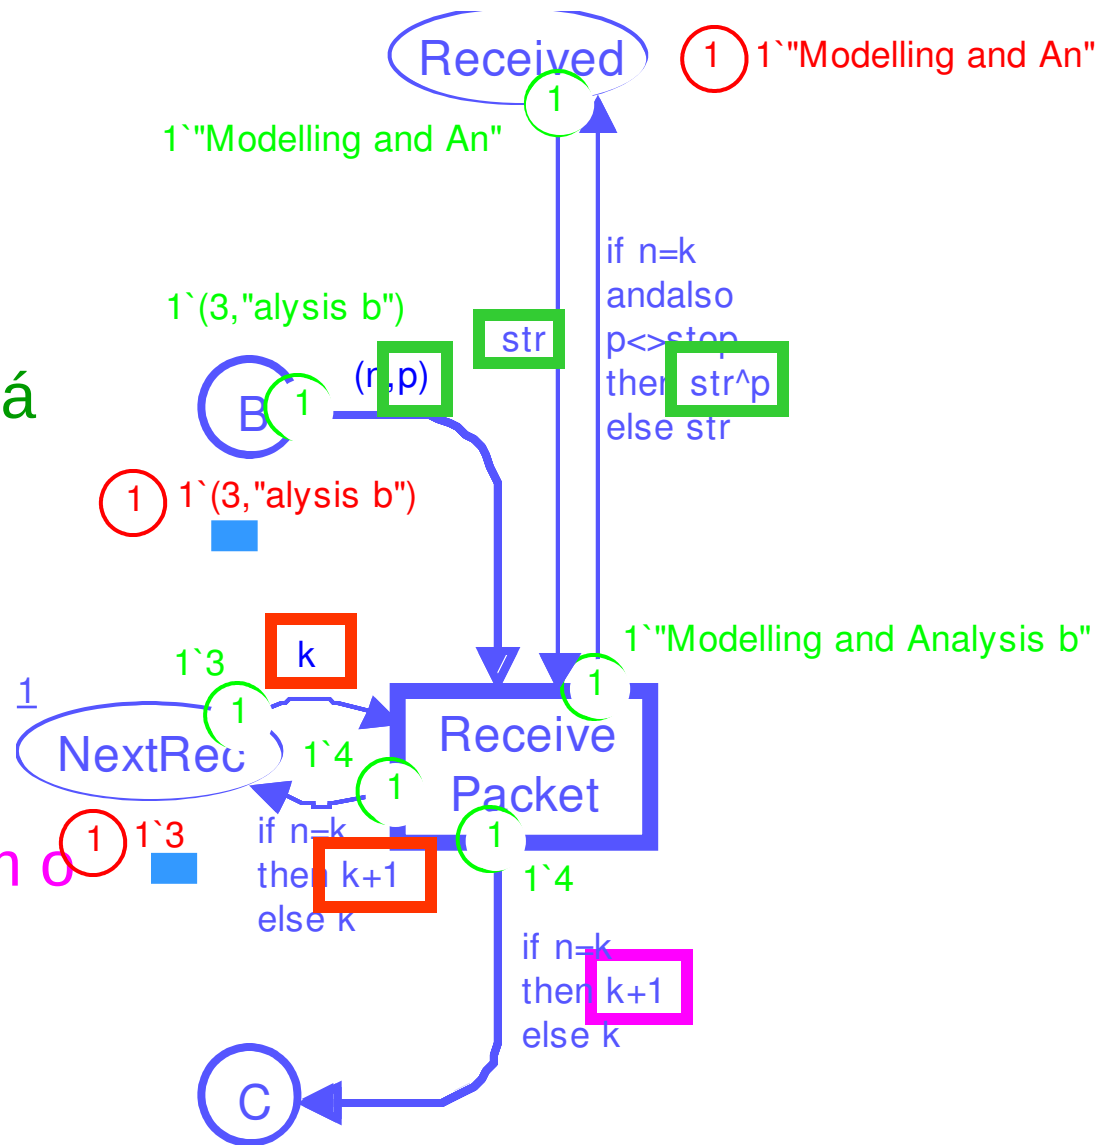 Received
1 1`"Modelling and An"
1
1`"Modelling and An"
if n=k
andalso
p<>stop
then str^p
else str
1`(3,"alysis b")
str
(n,p)
á
B
1
1 1`(3,"alysis b")
1`"Modelling and Analysis b"
k
1`3
1
1
1
NextRec
Receive
Packet
1`4
1
1
1 1`3
n o
if n=k
then k+1
else k
1`4
if n=k
then k+1
else k
C